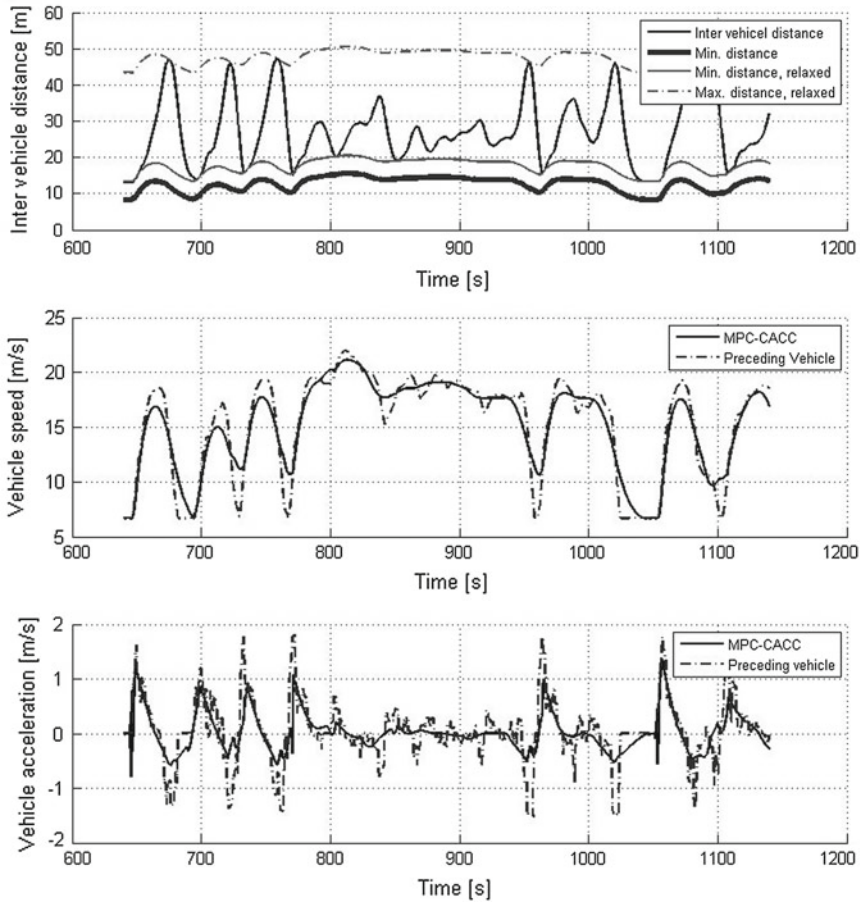 Inter vehicle distance [m]
60
50
40
30
20
10
0
600
700
800
900
1000
1100
1200
Time [s]
Inter vehicel distance
Min. distance
Min. distance, relaxed
Max. distance, relaxed
Vehicle speed [m/s]
25
20
15
10
5
600
700
800
900
1000
1100
1200
Time [s]
MPC-CACC
Preceding Vehicle
Vehicle acceleration [m/s]
2
1
0
-1
-2
600
700
800
900
1000
1100
1200
Time [s]
MPC-CACC
Preceding vehicle